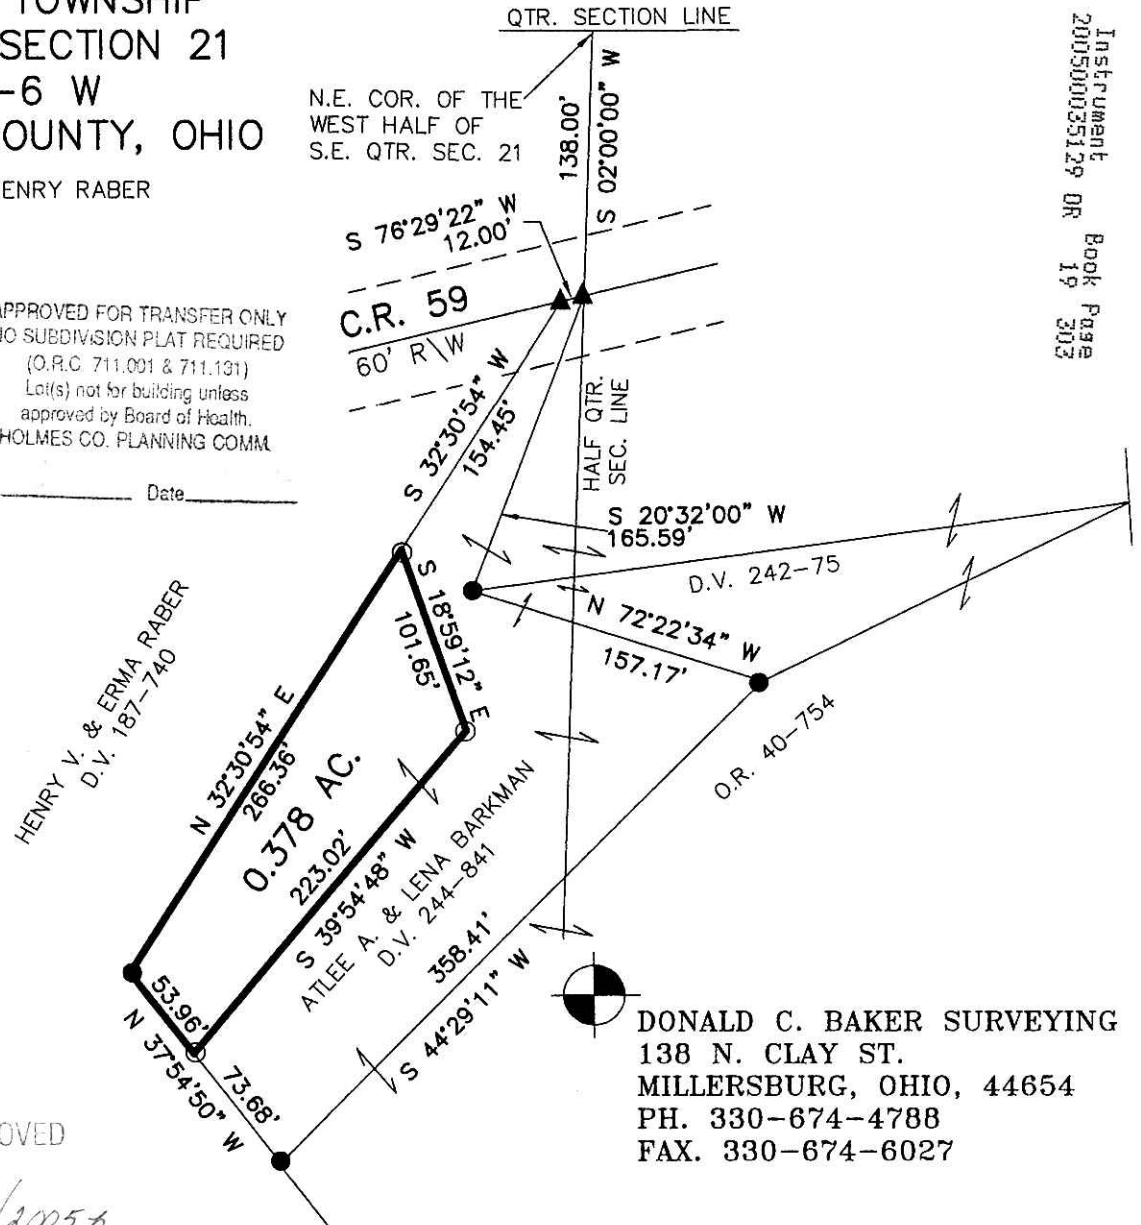 TOWNSHIP
SECTION 21
-6 W
OUNTY, OHIO
ENRY RABER
QTR. SECTION LINE
N.E. COR. OF THE
WEST HALF OF
S.E. QTR. SEC. 21
138.00'
S 02°00'00" W
Instrument Book Page
200500035129 OR 19 303
S 76°29'22" W
12.00'
C.R. 59
60' R\W
APPROVED FOR TRANSFER ONLY
NO SUBDIVISION PLAT REQUIRED
(O.R.C. 711.001 & 711.131)
Lot(s) not for building unless
approved by Board of Health.
HOLMES CO. PLANNING COMM.
Date
S 32°30'54" W
154.45'
HALF QTR.
SEC. LINE
S 20°32'00" W
165.59'
D.V. 242-75
N 72°22'34" W
157.17'
O.R. 40-754
S 18°59'12" E
101.65'
HENRY V. & ERMA RABER
D.V. 187-740
N 32°30'54" E
266.36'
0.378 AC.
223.02'
S 39°54'48" W
ATLEE A. & LENA BARKMAN
D.V. 244-841
358.41'
S 44°29'11" W
53.96'
N 37°54'50" W
73.68'
DONALD C. BAKER SURVEYING
138 N. CLAY ST.
MILLERSBURG, OHIO, 44654
PH. 330-674-4788
FAX. 330-674-6027
OVED